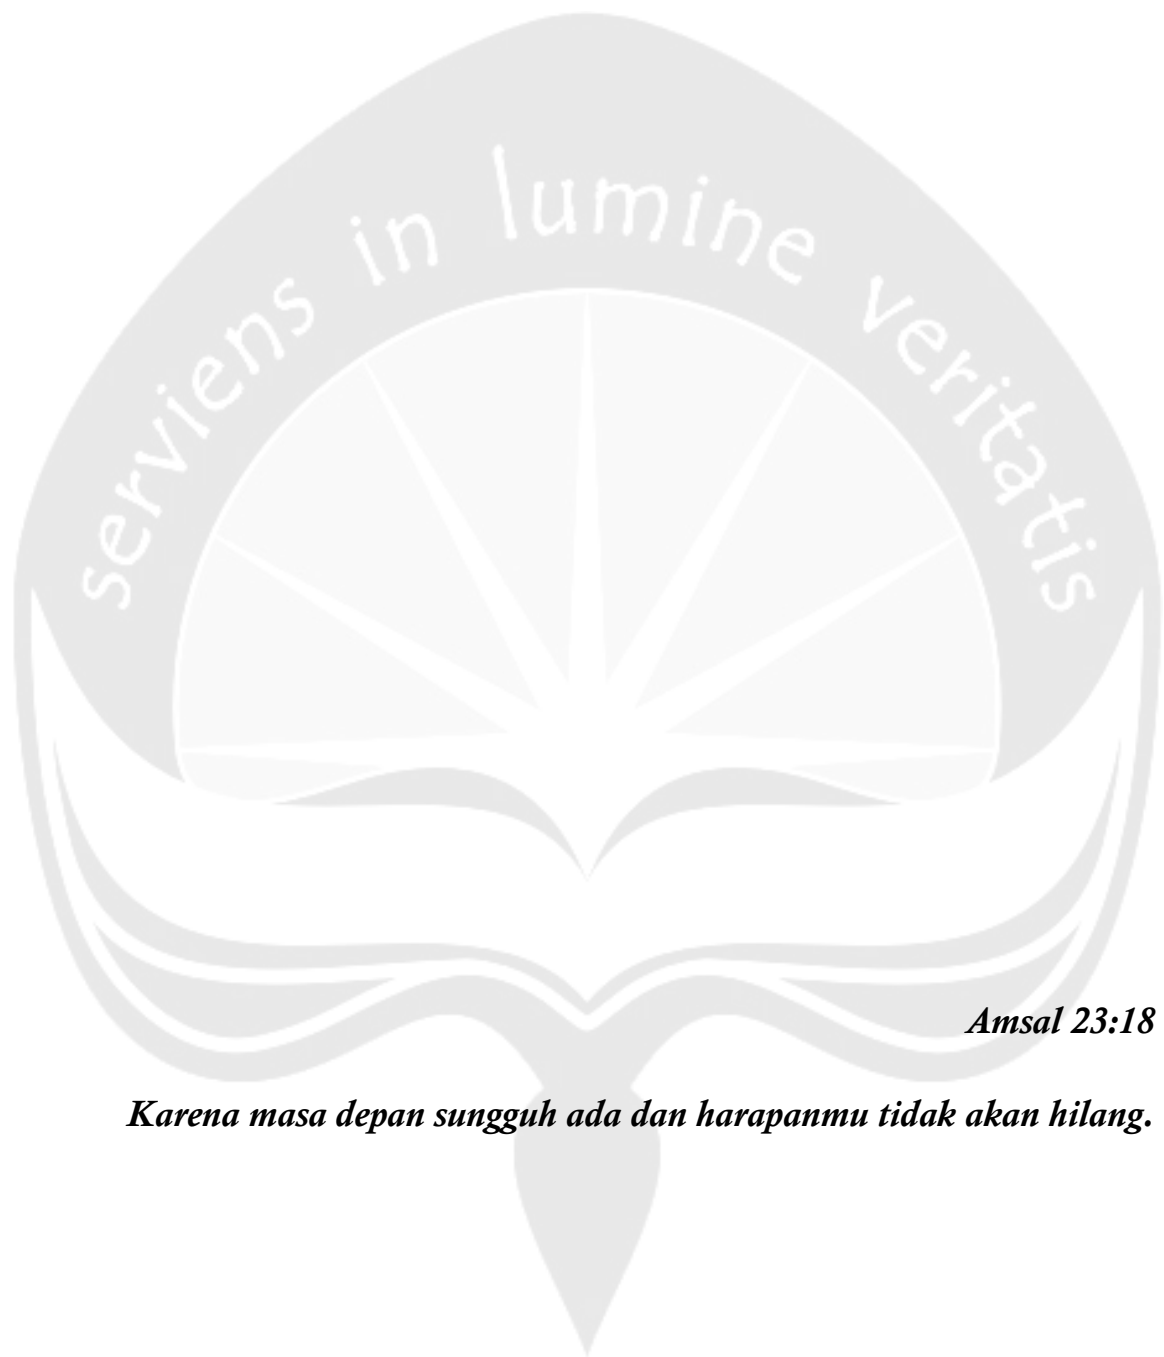 serviens in lumine veritatis
Amsal 23:18
Karena masa depan sungguh ada dan harapanmu tidak akan hilang.